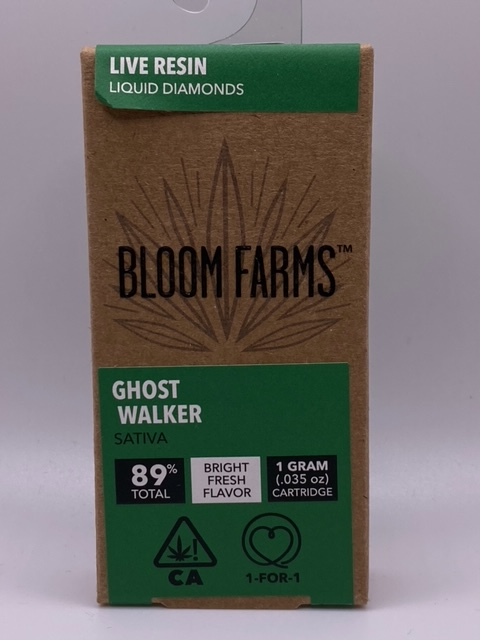 LIVE RESIN
LIQUID DIAMONDS
BLOOM FARMS™
GHOST
WALKER
SATIVA
89%
TOTAL
BRIGHT
FRESH
FLAVOR
1 GRAM
(.035 oz)
CARTRIDGE
!
CA
1-FOR-1